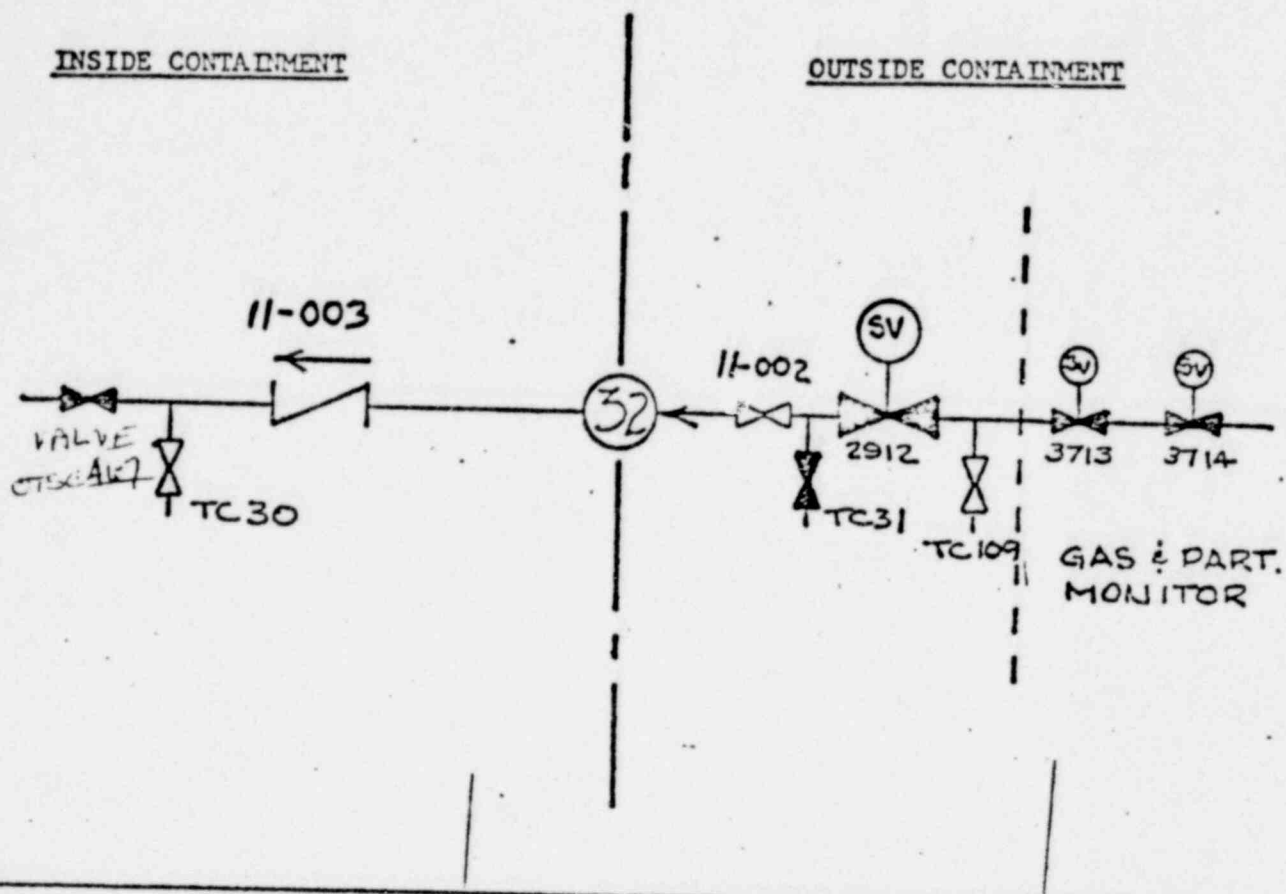 INSIDE CONTAINMENT
OUTSIDE CONTAINMENT
11-003
SV
11-002
SV
SV
32
VALVE
2912
3713
3714
TC30
TC31
TC109
GAS & PART.
MONITOR